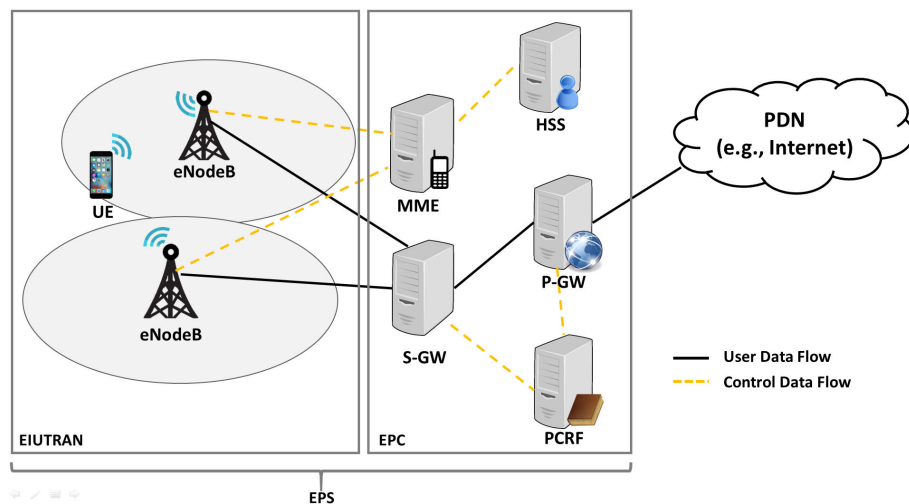 HSS
PDN
(e.g., Internet)
eNodeB
UE
MME
P-GW
eNodeB
S-GW
User Data Flow
Control Data Flow
PCRF
EIUTRAN
EPC
EPS